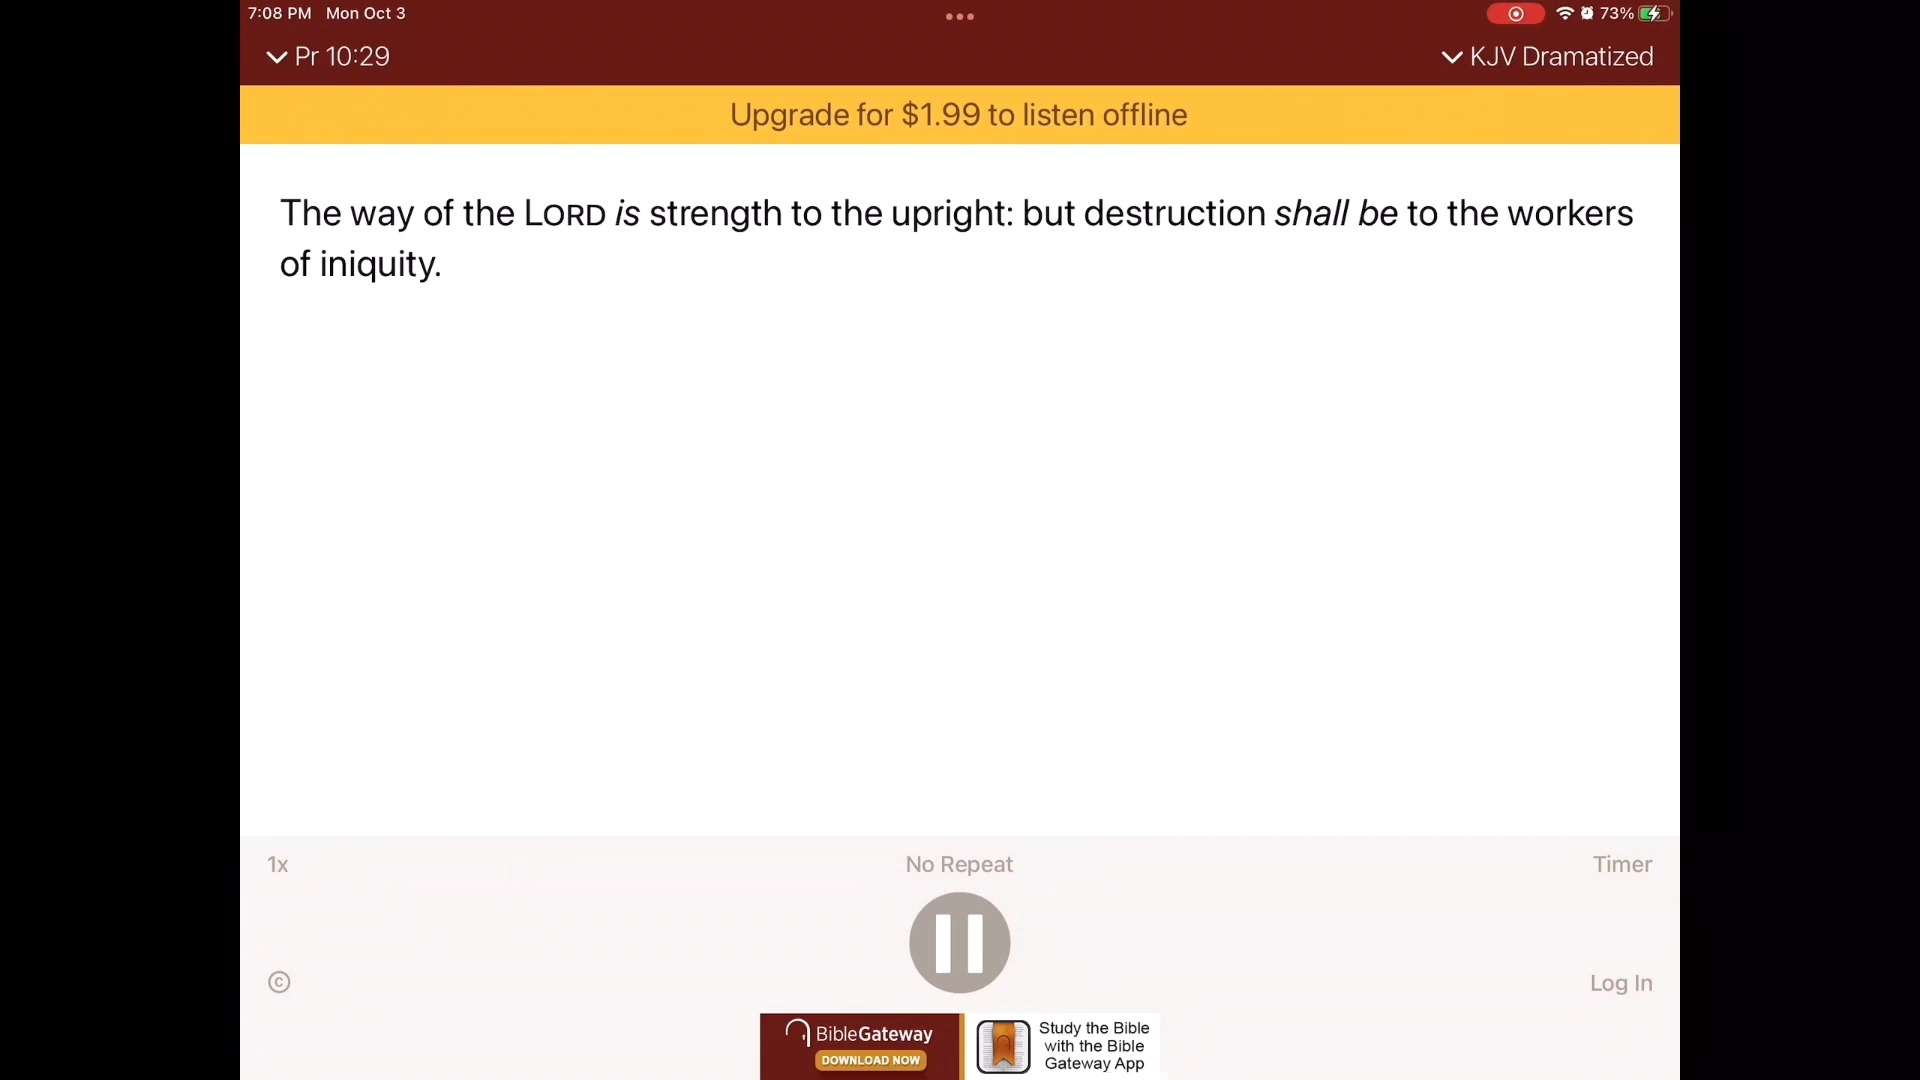 7:08 PM Mon Oct 3
73%
Pr 10:29
KJV Dramatized
Upgrade for $1.99 to listen offline
The way of the LORD is strength to the upright: but destruction shall be to the workers
of iniquity.
1x
No Repeat
Timer
©
Log In
BibleGateway
DOWNLOAD NOW
Study the Bible
with the Bible
Gateway App